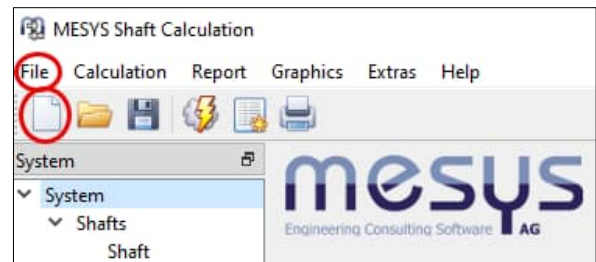 MESYS Shaft Calculation
File Calculation Report Graphics Extras Help
System
System
Shafts
Shaft
mesys
Engineering Consulting Software AG